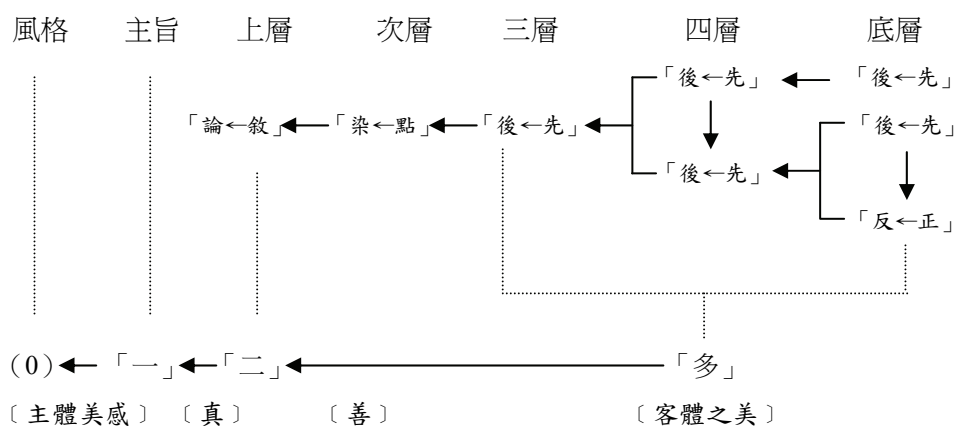 風格 主旨 上層 次層 三層 四層 底層
「後←先」 「後←先」
「論←敘」 「染←點」 「後←先」 「後←先」
「後←先」
「反←正」
(0) 「一」 「二」 「多」
〔主體美感〕 〔真〕 〔善〕 〔客體之美〕